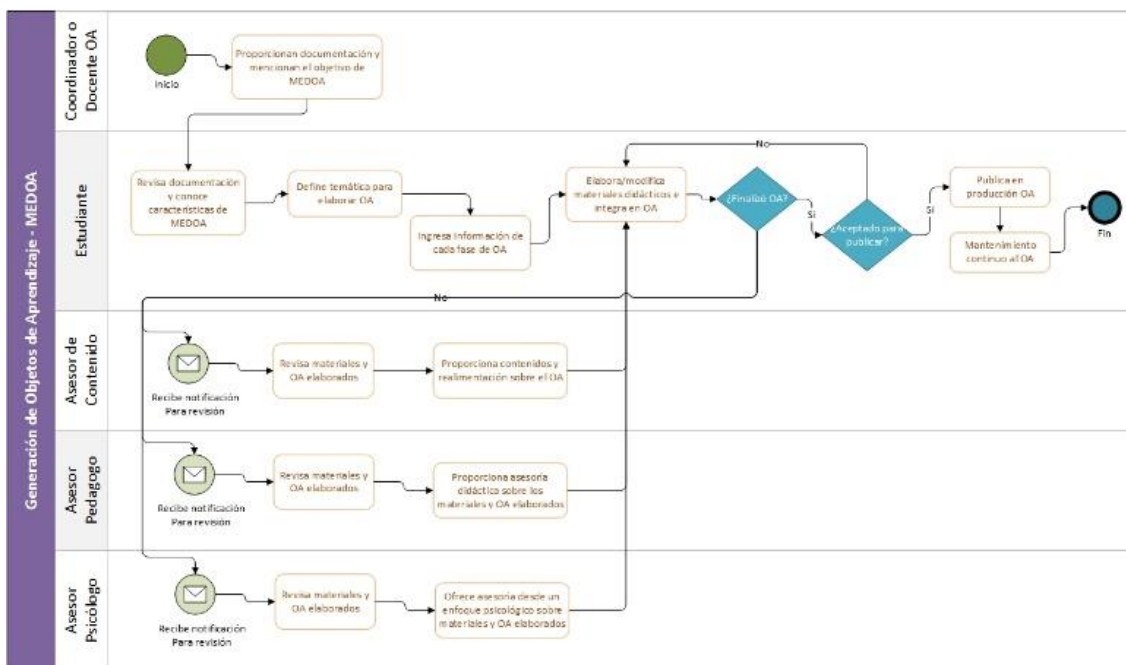 Generación de Objetos de Aprendizaje - MEDOA
Coordinador o
Docente OA
Inicio
Proporcionan documentación y
mencionan el objetivo de
MEDOA
Estudiante
Revisa documentación
y conoce
características de
MEDOA
Define temática para
elaborar OA
Ingresa información de
cada fase de OA
Elabora/modifica
materiales didácticos e
integra en OA
¿Finalizó OA?
No
Si
¿Aceptado para
publicar?
No
Si
Publica en
producción OA
Mantenimiento
continuo al OA
Fin
Asesor de
Contenido
Recibe notificación
Para revisión
Revisa materiales y
OA elaborados
Proporciona contenidos y
realimentación sobre el OA
Asesor
Pedagogo
Recibe notificación
Para revisión
Revisa materiales y
OA elaborados
Proporciona asesoría
didáctica sobre los
materiales y OA elaborados
Asesor
Psicólogo
Recibe notificación
Para revisión
Revisa materiales y
OA elaborados
Ofrece asesoría desde un
enfoque psicológico sobre
materiales y OA elaborados